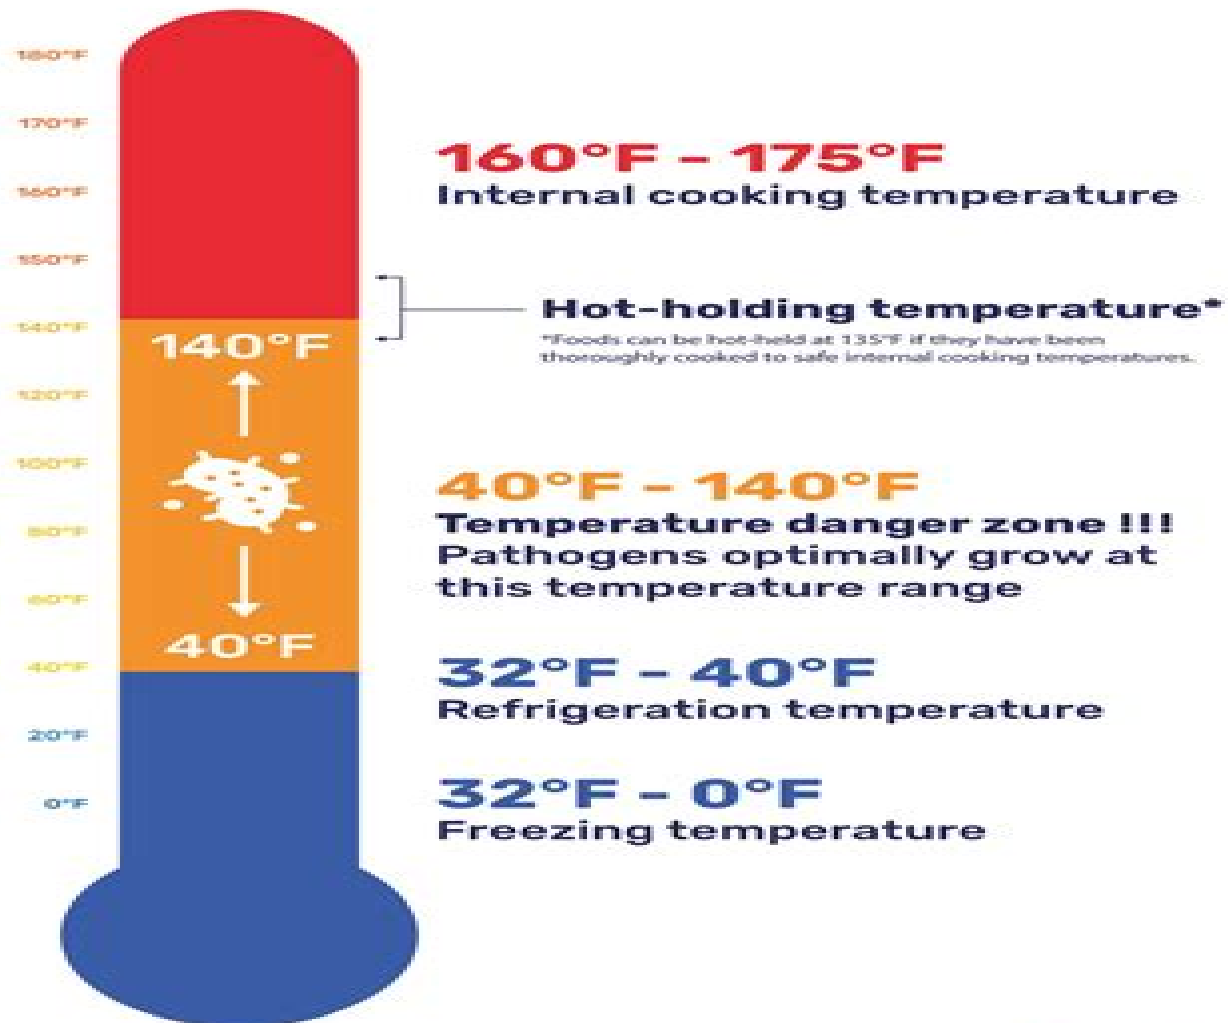 180°F
170°F
160°F
150°F
140°F
120°F
100°F
80°F
60°F
40°F
20°F
0°F
140°F
40°F
160°F - 175°F
Internal cooking temperature
Hot-holding temperature*
*Foods can be hot-held at 135°F if they have been
thoroughly cooked to safe internal cooking temperatures.
40°F - 140°F
Temperature danger zone !!!
Pathogens optimally grow at
this temperature range
32°F - 40°F
Refrigeration temperature
32°F - 0°F
Freezing temperature